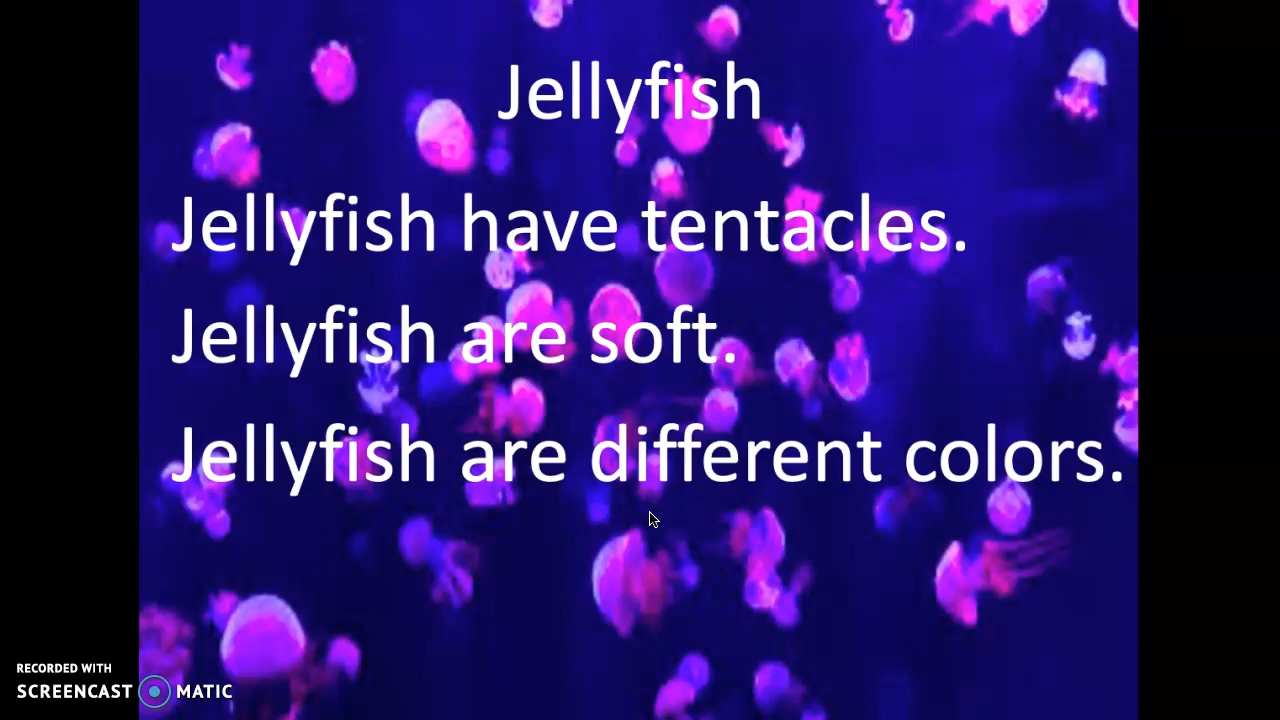 Jellyfish
Jellyfish have tentacles.
Jellyfish are soft.
Jellyfish are different colors.
RECORDED WITH
SCREENCAST MATIC